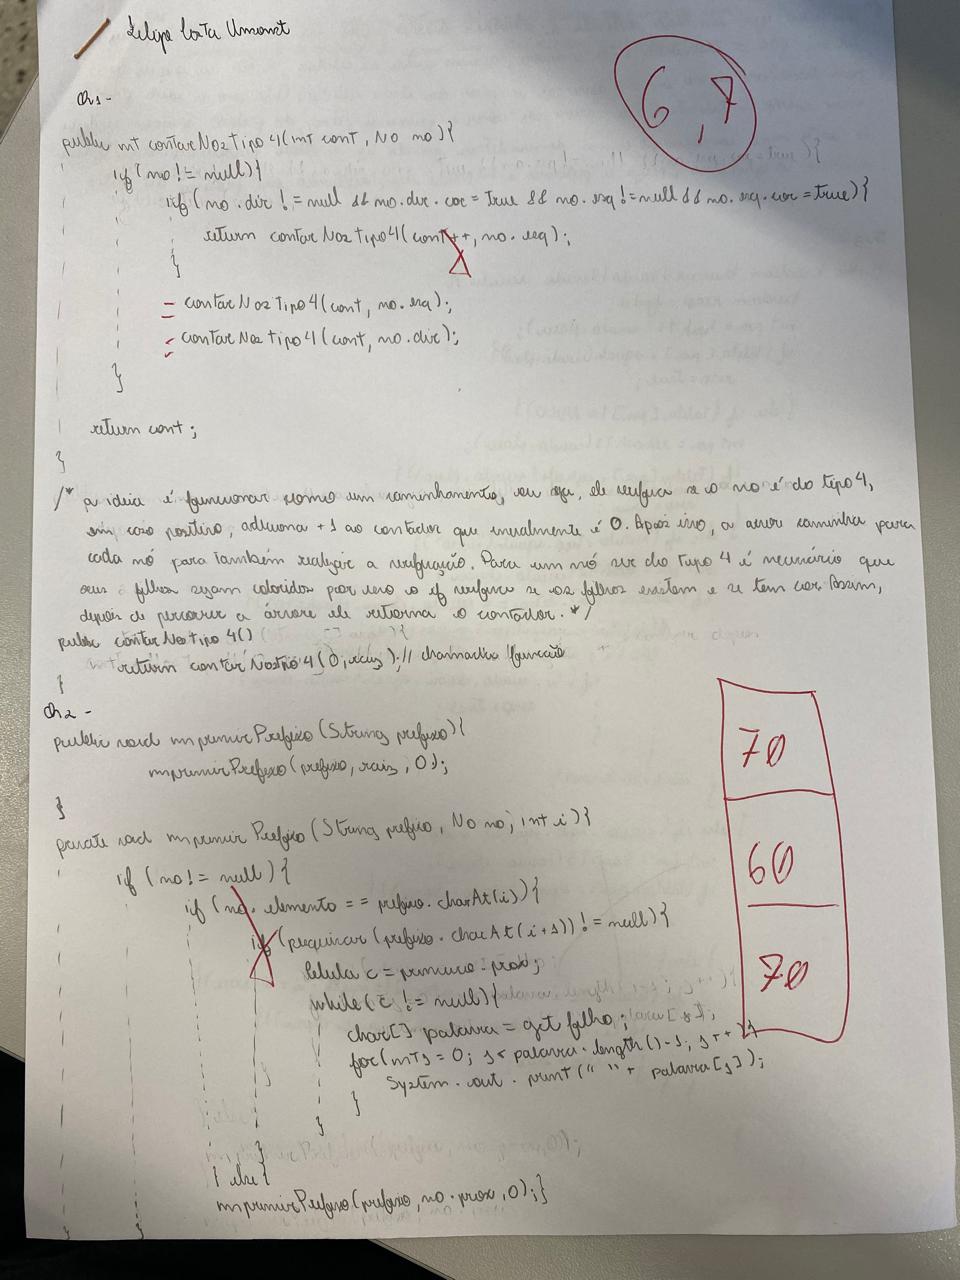 Felipe Costa
6,7
Q1-
public int contarNostipo4(int cont, No no){
if (no != null){
if (no.dir != null && no.dir.cor = true && no.esq != null && no.esq.cor = true){
return contarNostipo4(cont++, no.esq);
}
contarNostipo4(cont, no.esq);
contarNostipo4(cont, no.dir);
}
return cont;
}
/* a ideia é funcionar como um caminhamento, ou seja, ele verifica se o no é do tipo 4,
em caso positivo, adiciona +1 ao contador que inicialmente é 0. Após isso, a arvore caminha para
cada nó para também realizar a verificação. Para um nó ser do tipo 4 é necessário que
seus filhos sejam coloridos por isso o if verifica se os filhos existem e se tem cor. Assim,
depois de percorrer a árvore ele retorna o contador. */
public contarNostipo4()
return contarNostipo4(0, raiz); // chamada função
}
Q2-
public void imprimirPrefixo(String prefixo){
imprimirPrefixo(prefixo, raiz, 0);
}
private void imprimirPrefixo(String prefixo, No no, int i){
if (no != null){
if (no.elemento == prefixo.charAt(i)){
if (pesquisar(prefixo.charAt(i+1)) != null){
Celula c = primeiro.prox;
while (c != null){
char[] palavra = get filho;
for(int j = 0; j < palavra.length()-1; j++){
System.out.print(" " + palavra[j]);
}
}
}
} else {
imprimirPrefixo(prefixo, no.prox, 0);}
70
60
70